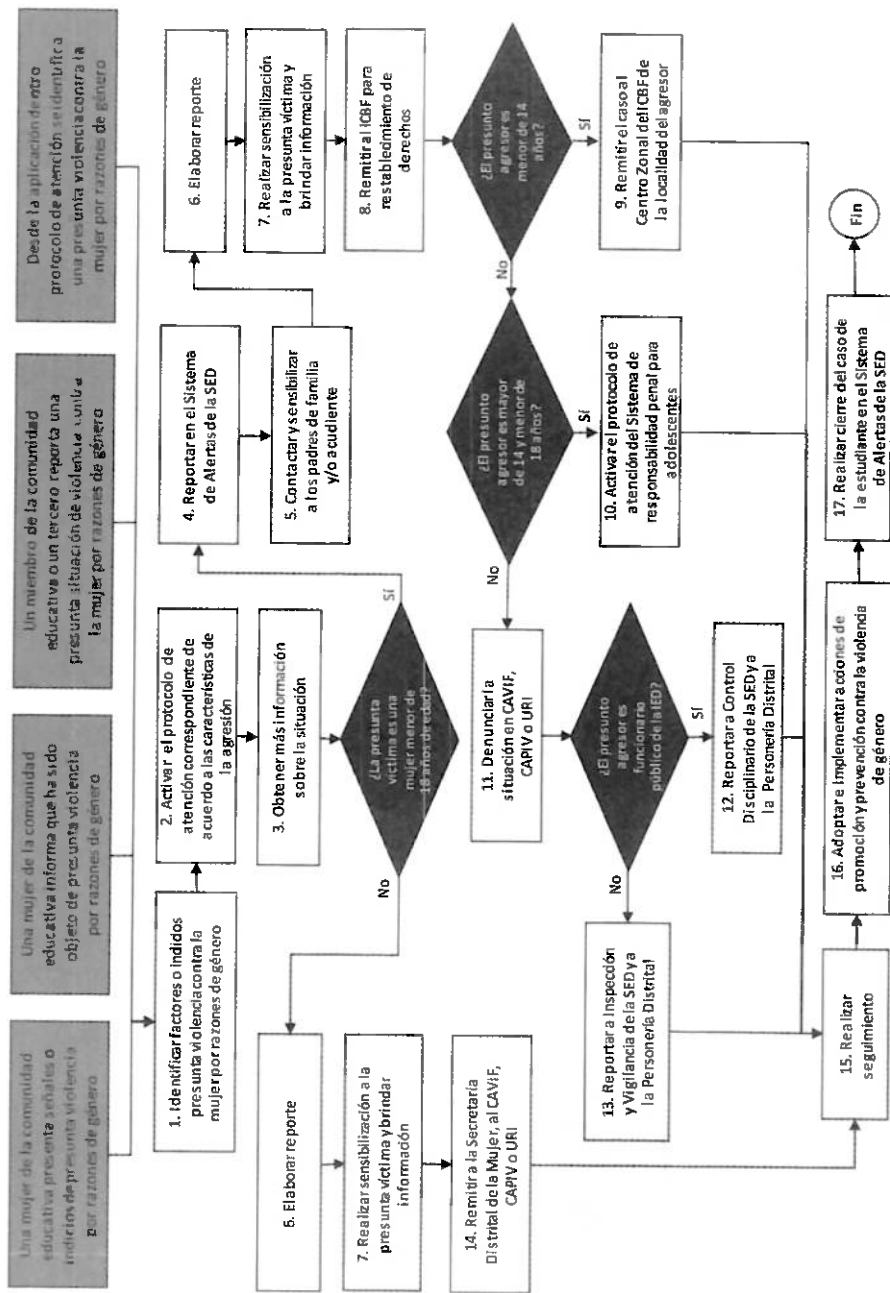 Una mujer de la comunidad
educativa presenta señales o
indicios de presunta violencia
por razones de género
Una mujer de la comunidad
educativa informa que ha sido
objeto de presunta violencia
por razones de género
Un miembro de la comunidad
educativa o un tercero reporta una
presunta situación de violencia contra
la mujer por razones de género
Desde la aplicación de otro
protocolo de atención se identifica
una presunta violencia contra la
mujer por razones de género
1. Identificar factores o indicios
presunta violencia contra la
mujer por razones de género
2. Activar el protocolo de
atención correspondiente de
acuerdo a las características de
la agresión
3. Obtener más información
sobre la situación
¿La presunta
víctima es una
mujer menor de
18 años de edad?
No
Sí
4. Reportar en el Sistema
de Alertas de la SED
5. Contactar y sensibilizar
a los padres de familia
y/o acudiente
6. Elaborar reporte
7. Realizar sensibilización
a la presunta víctima y
brindar información
8. Remitir al ICBF para
restablecimiento de
derechos
¿El presunto
agresor es
menor de 14
años?
Sí
No
9. Remitir el caso al
Centro Zonal del ICBF de
la localidad del agresor
¿El presunto
agresor es mayor
de 14 y menor de
18 años?
Sí
No
10. Activar el protocolo de
atención del Sistema de
responsabilidad penal para
adolescentes
11. Denunciar la
situación en CAVIF,
CAPIV o URI
¿El presunto
agresor es
funcionario
público de la IED?
Sí
No
12. Reportar a Control
Disciplinario de la SED y a
la Personería Distrital
13. Reportar a Inspección
y Vigilancia de la SED y a
la Personería Distrital
6. Elaborar reporte
7. Realizar sensibilización a la
presunta víctima y brindar
información
14. Remitir a la Secretaría
Distrital de la Mujer, al CAVIF,
CAPIV o URI
15. Realizar
seguimiento
16. Adoptar e implementar acciones de
promoción y prevención contra la violencia
de género
17. Realizar cierre del caso de
la estudiante en el Sistema
de Alertas de la SED
Fin